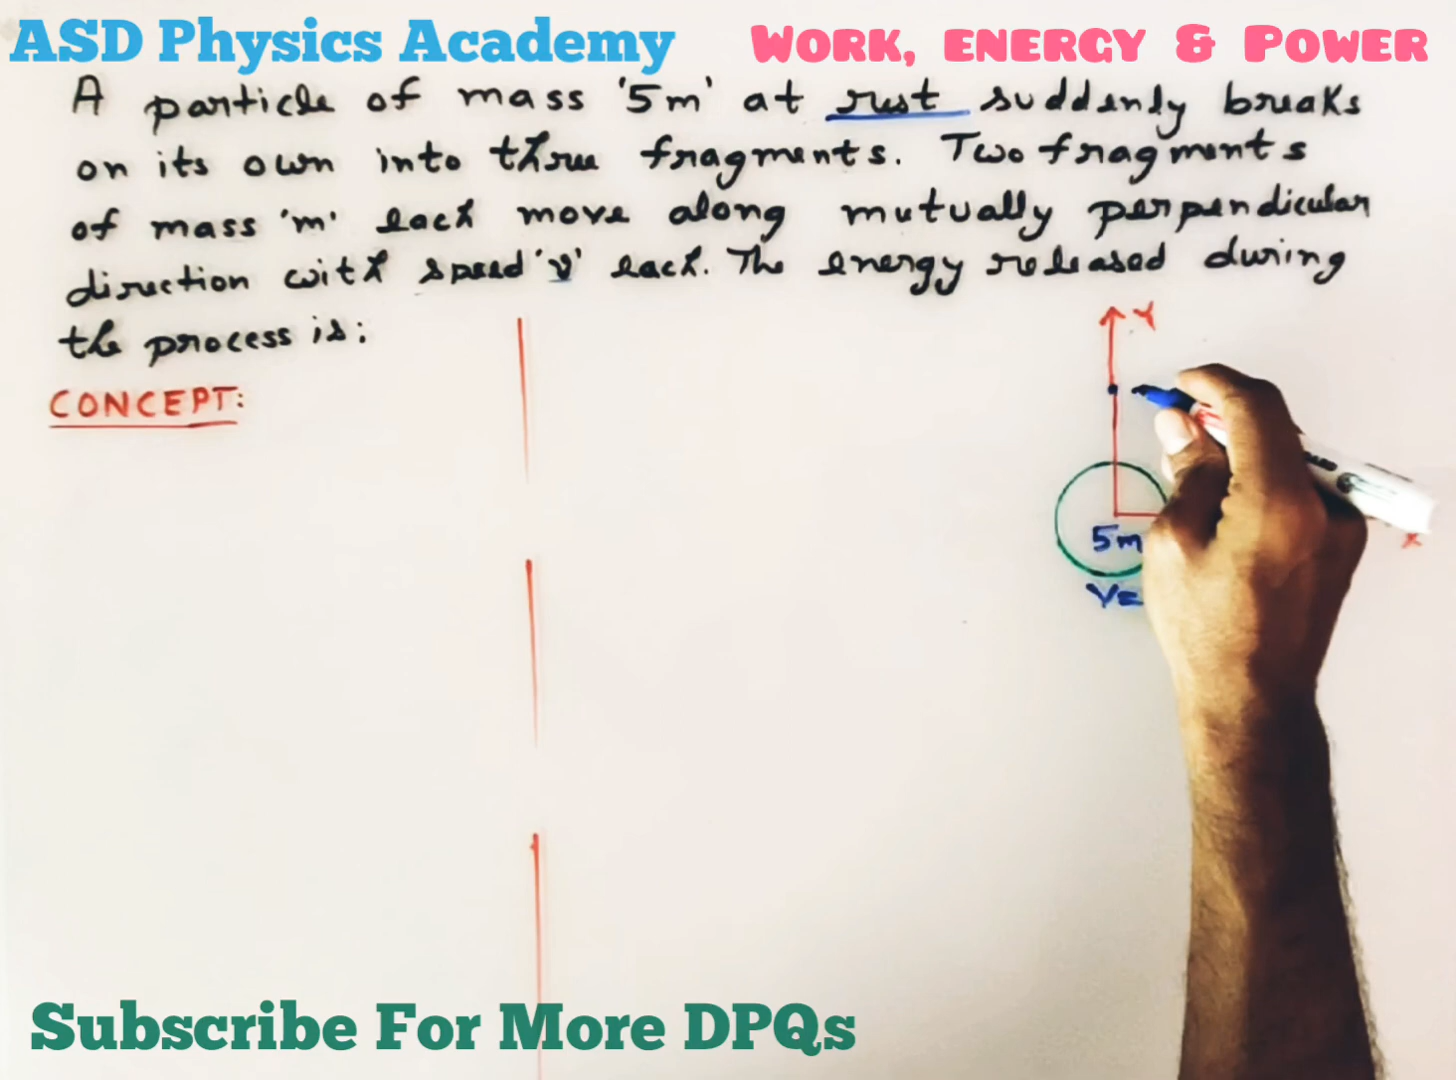 ASD Physics Academy WORK, ENERGY & POWER
A particle of mass '5m' at rest suddenly breaks
on its own into three fragments. Two fragments
of mass 'm' each move along mutually perpendicular
direction with speed 'v' each. The energy released during
the process is:
CONCEPT:
Y
5m
x
V=
Subscribe For More DPQs